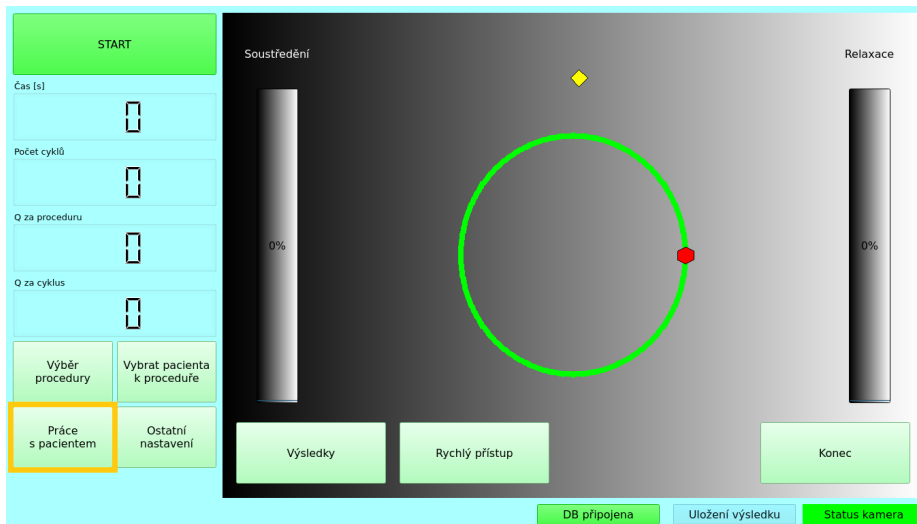 START
Čas [s]
0
Počet cyklů
0
Q za proceduru
0
Q za cyklus
0
Výběr
procedury
Vybrat pacienta
k proceduře
Práce
s pacientem
Ostatní
nastavení
Soustředění
Relaxace
0%
0%
Výsledky
Rychlý přístup
Konec
DB připojena
Uložení výsledku
Status kamera